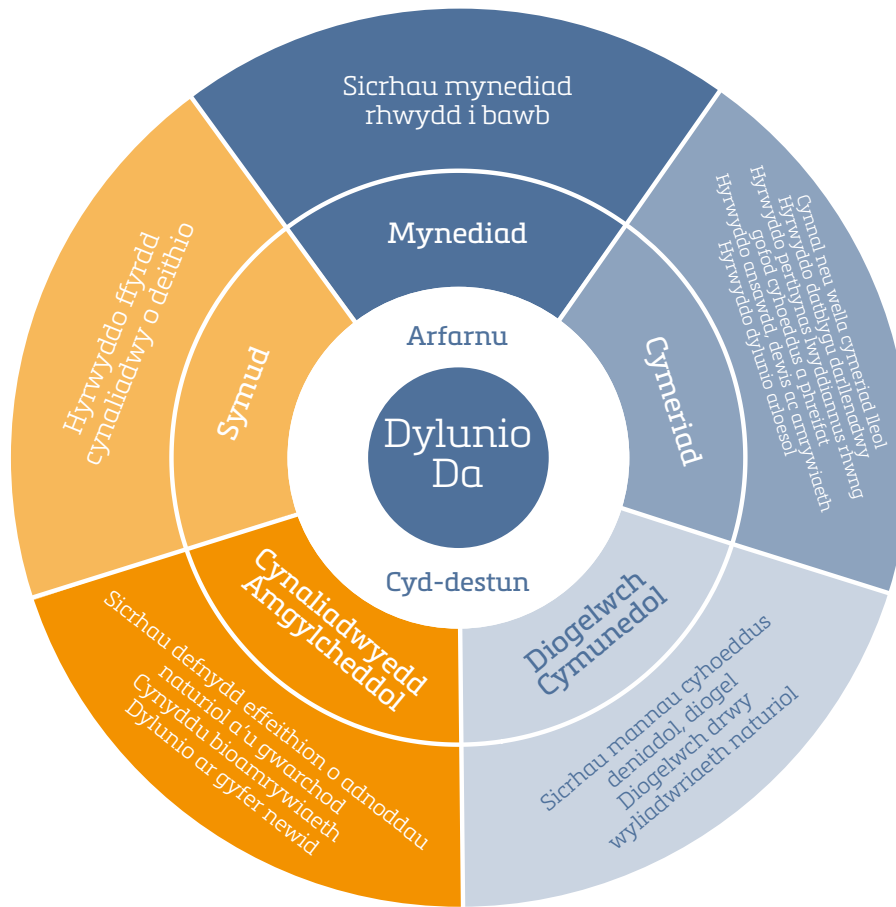 Sicrhau mynediad
rhwydd i bawb
Mynediad
Cynnal neu wella cymeriad lleol
Hyrwyddo datblygu darllenadwy
Hyrwyddo perthynas lwyddiannus rhwng
gofod cyhoeddus a phreifat
Hyrwyddo ansawdd, dewis ac amrywiaeth
Hyrwyddo dylunio arloesol
Cymeriad
Sicrhau mannau cyhoeddus
deniadol, diogel
Diogelwch drwy
wyliadwriaeth naturiol
Diogelwch
Cymunedol
Sicrhau defnydd effeithion o adnoddau
naturiol a'u gwarchod
Cynyddu bioamrywiaeth
Dylunio ar gyfer newid
Cynaliadwyedd
Amgylcheddol
Hyrwyddo ffyrdd
cynaliadwy o deithio
Symud
Arfarnu
Dylunio
Da
Cyd-destun